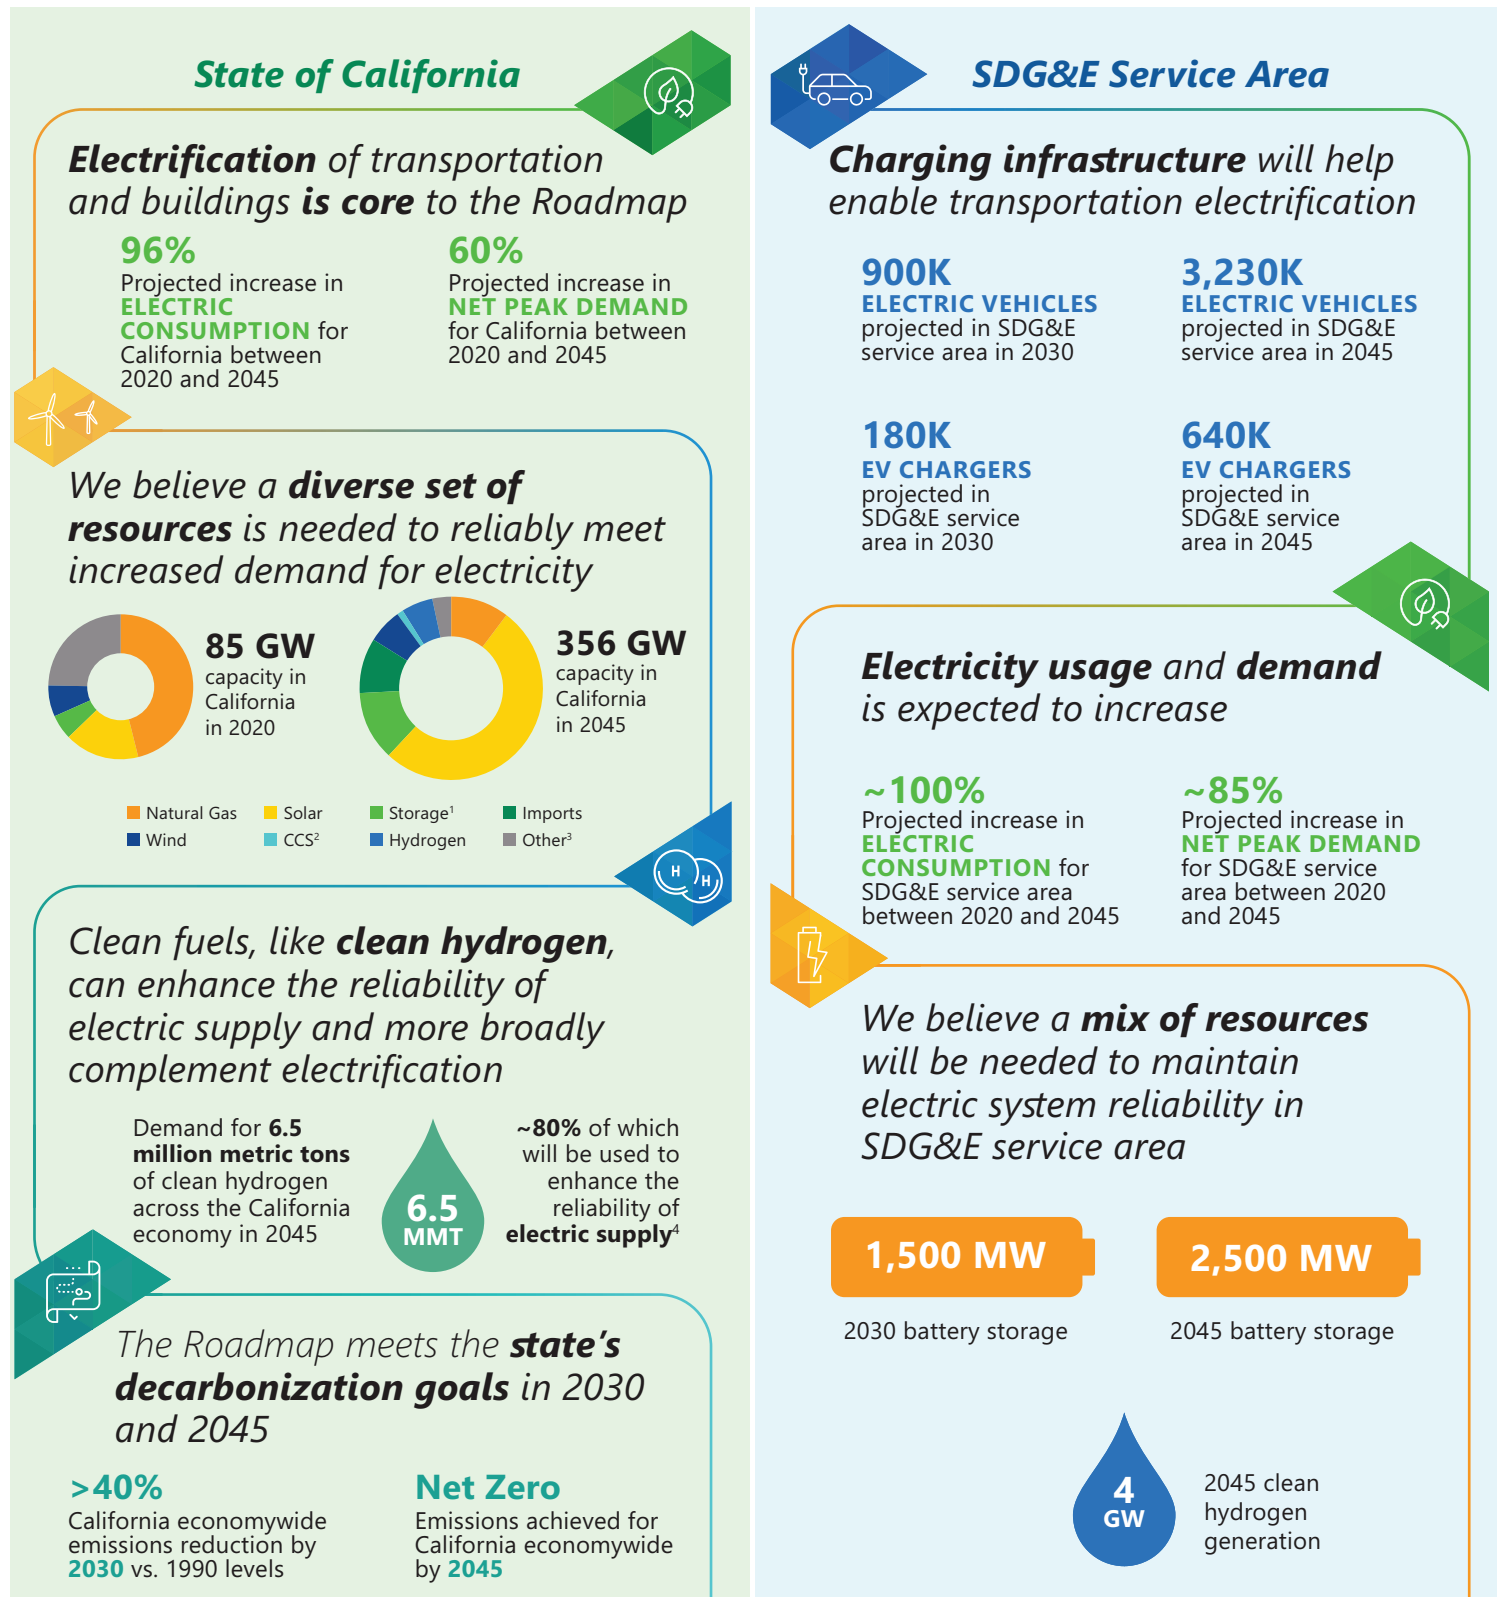 State of California
Electrification of transportation
and buildings is core to the Roadmap
96%
Projected increase in
ELECTRIC
CONSUMPTION for
California between
2020 and 2045
60%
Projected increase in
NET PEAK DEMAND
for California between
2020 and 2045
We believe a diverse set of
resources is needed to reliably meet
increased demand for electricity
85 GW
capacity in
California
in 2020
356 GW
capacity in
California
in 2045
Natural Gas
Solar
Storage¹
Imports
Wind
CCS²
Hydrogen
Other³
H
H
Clean fuels, like clean hydrogen,
can enhance the reliability of
electric supply and more broadly
complement electrification
Demand for 6.5
million metric tons
of clean hydrogen
across the California
economy in 2045
6.5
MMT
~80% of which
will be used to
enhance the
reliability of
electric supply⁴
The Roadmap meets the state's
decarbonization goals in 2030
and 2045
>40%
California economywide
emissions reduction by
2030 vs. 1990 levels
Net Zero
Emissions achieved for
California economywide
by 2045
SDG&E Service Area
Charging infrastructure will help
enable transportation electrification
900K
ELECTRIC VEHICLES
projected in SDG&E
service area in 2030
3,230K
ELECTRIC VEHICLES
projected in SDG&E
service area in 2045
180K
EV CHARGERS
projected in
SDG&E service
area in 2030
640K
EV CHARGERS
projected in
SDG&E service
area in 2045
Electricity usage and demand
is expected to increase
~100%
Projected increase in
ELECTRIC
CONSUMPTION for
SDG&E service area
between 2020 and 2045
~85%
Projected increase in
NET PEAK DEMAND
for SDG&E service
area between 2020
and 2045
We believe a mix of resources
will be needed to maintain
electric system reliability in
SDG&E service area
1,500 MW
2030 battery storage
2,500 MW
2045 battery storage
4
GW
2045 clean
hydrogen
generation